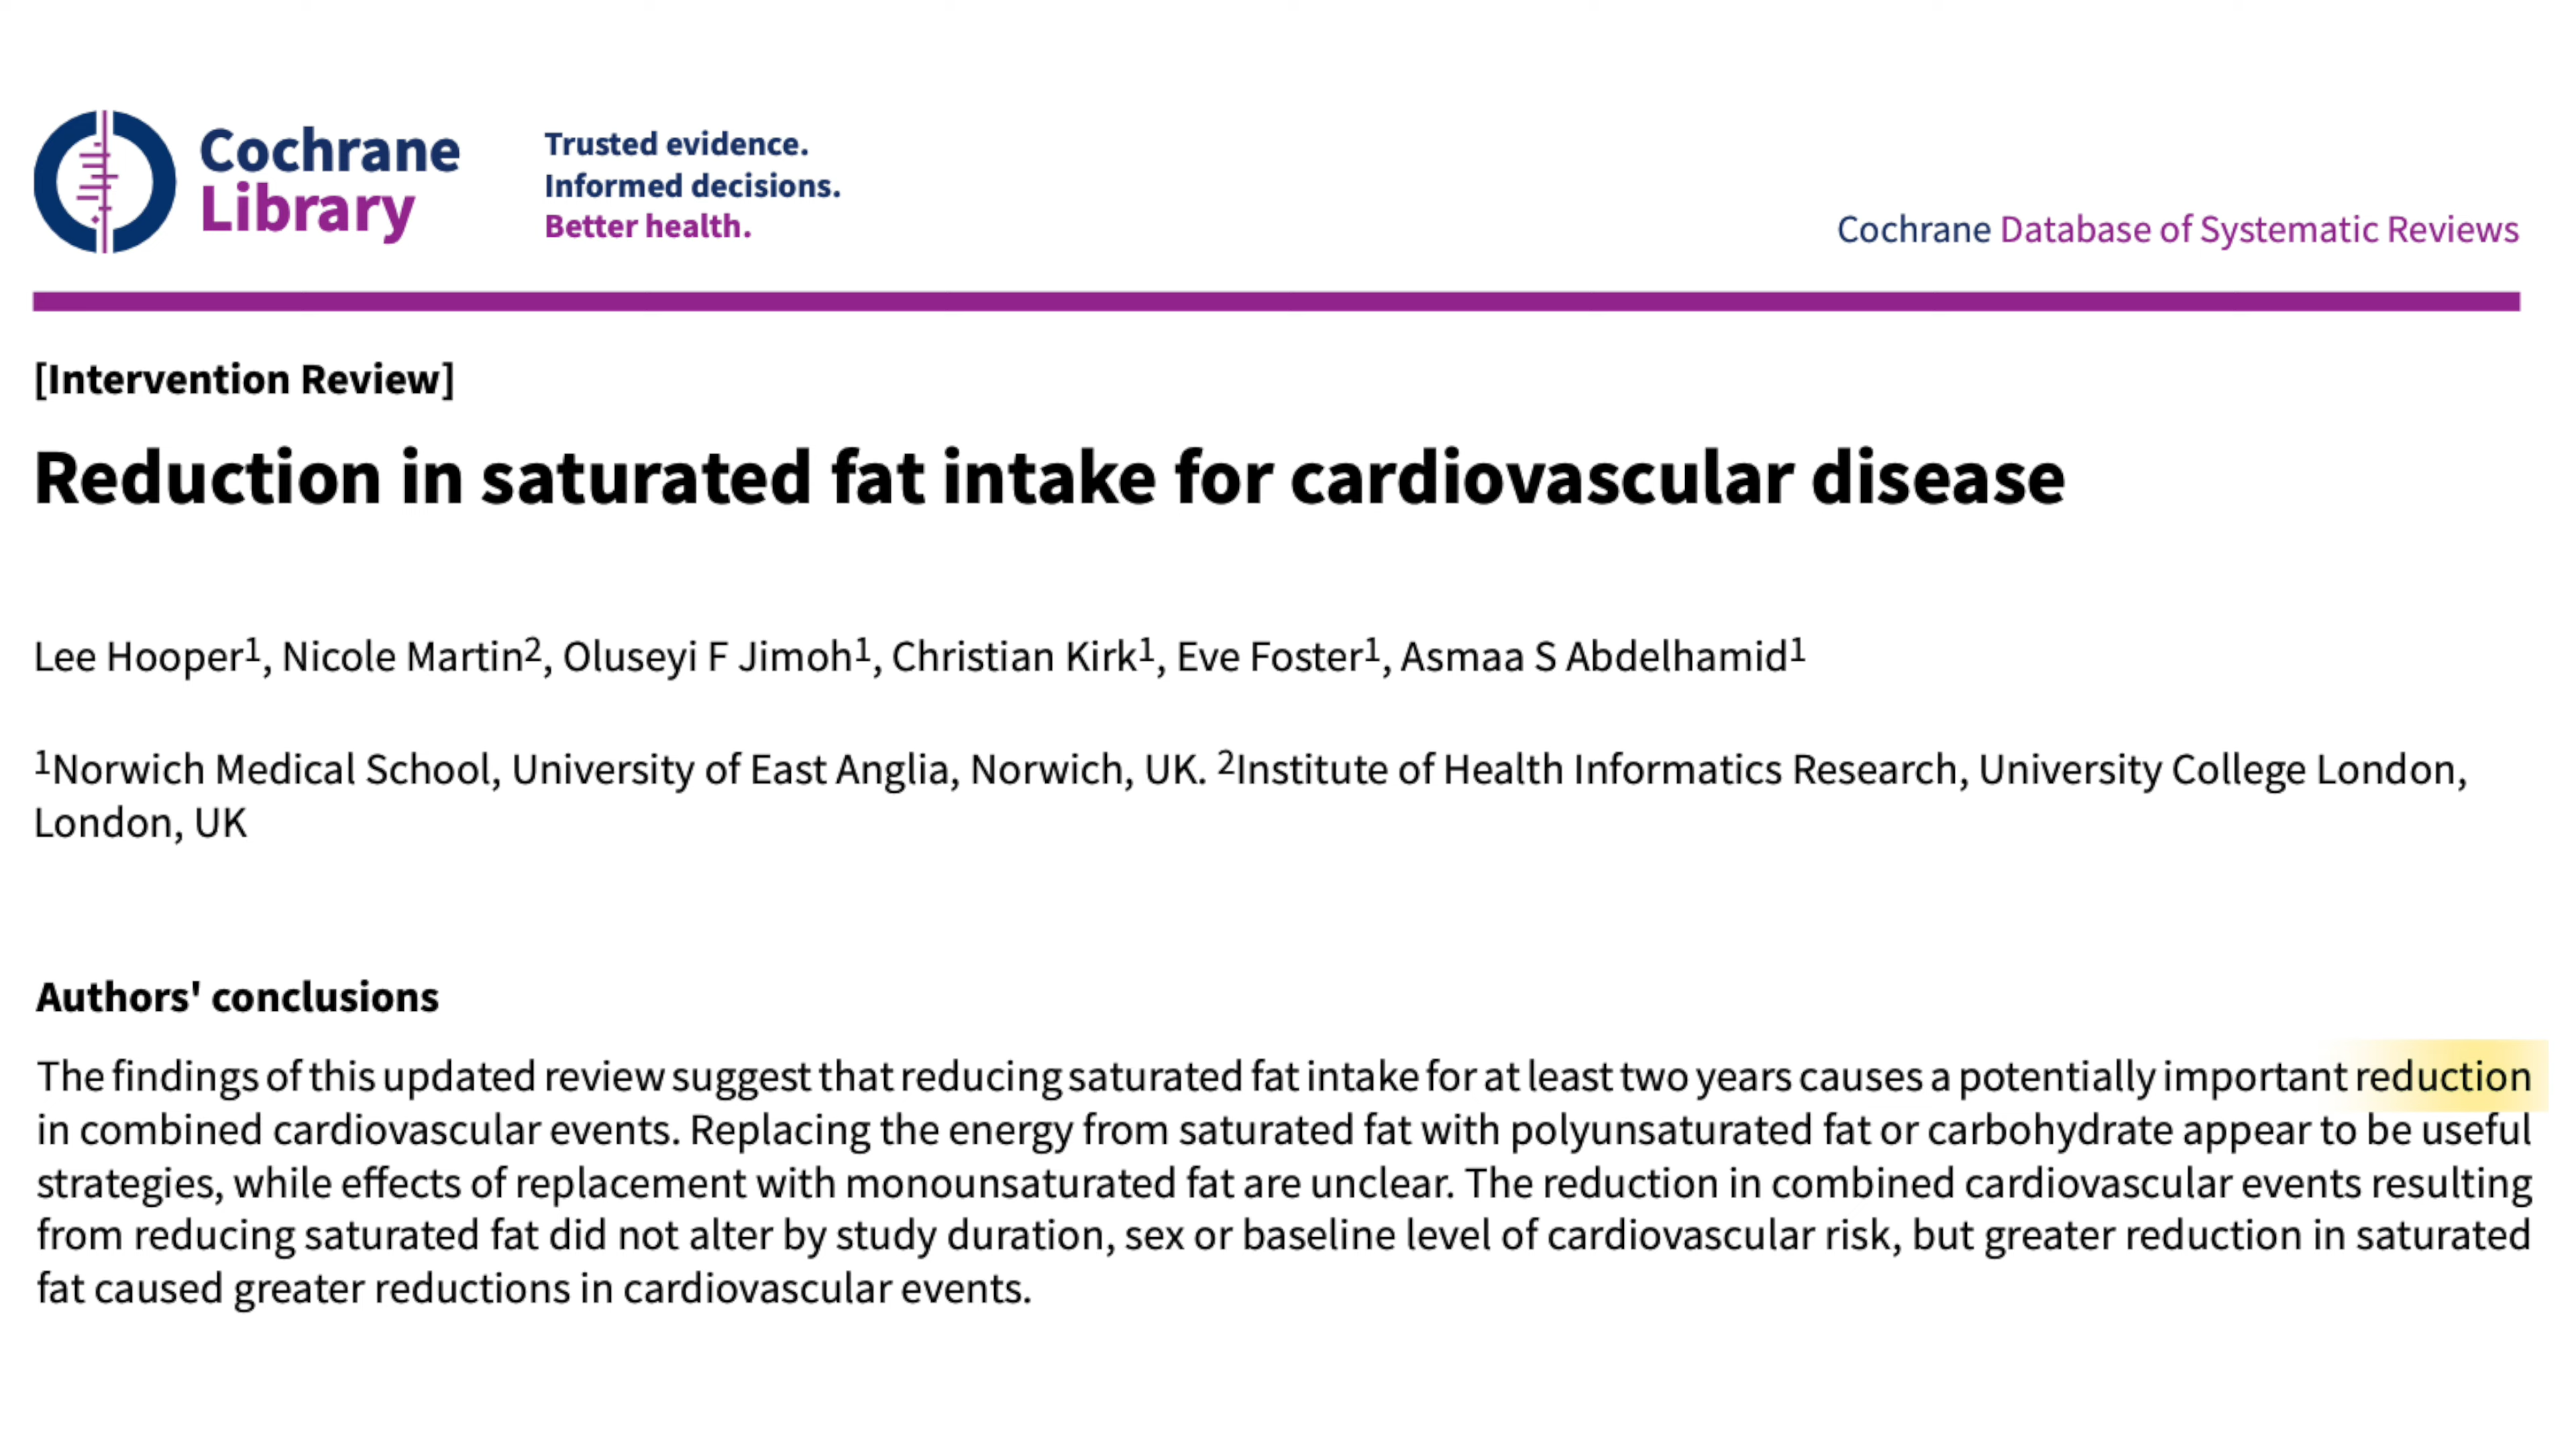 Cochrane
Library
Trusted evidence.
Informed decisions.
Better health.
Cochrane Database of Systematic Reviews
[Intervention Review]
Reduction in saturated fat intake for cardiovascular disease
Lee Hooper1, Nicole Martin2, Oluseyi F Jimoh1, Christian Kirk1, Eve Foster1, Asmaa S Abdelhamid1
1Norwich Medical School, University of East Anglia, Norwich, UK. 2Institute of Health Informatics Research, University College London,
London, UK
Authors' conclusions
The findings of this updated review suggest that reducing saturated fat intake for at least two years causes a potentially important reduction
in combined cardiovascular events. Replacing the energy from saturated fat with polyunsaturated fat or carbohydrate appear to be useful
strategies, while effects of replacement with monounsaturated fat are unclear. The reduction in combined cardiovascular events resulting
from reducing saturated fat did not alter by study duration, sex or baseline level of cardiovascular risk, but greater reduction in saturated
fat caused greater reductions in cardiovascular events.